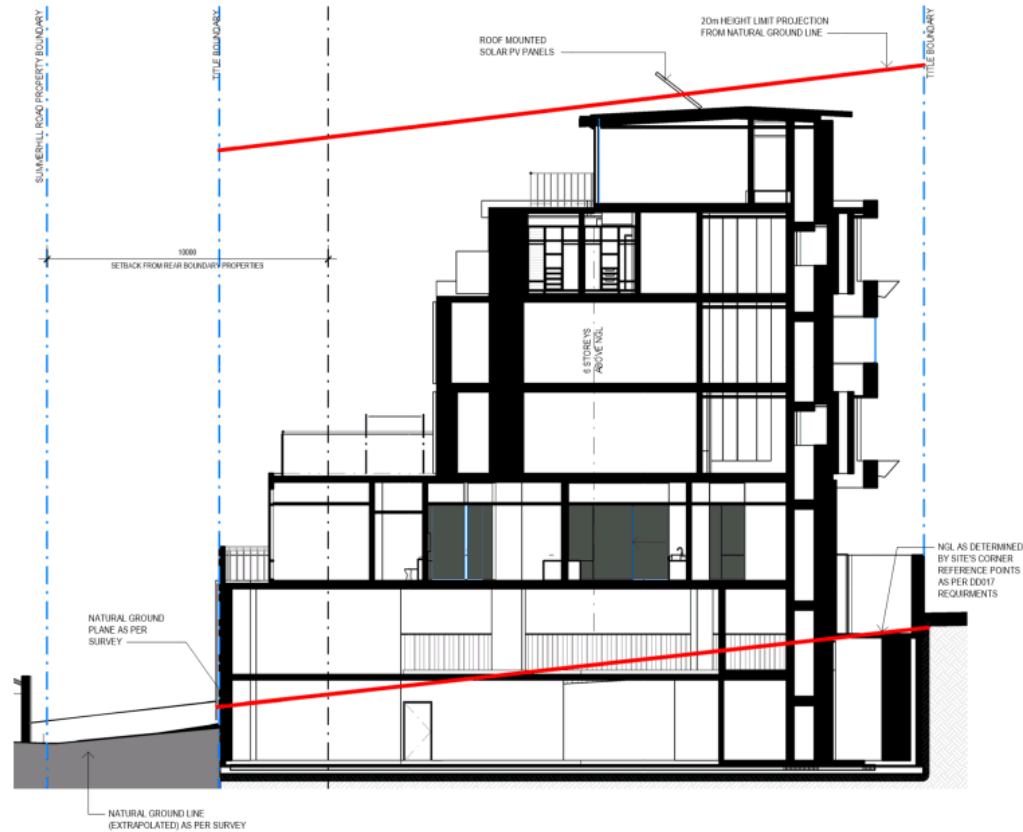 SUMMERHILL ROAD PROPERTY BOUNDARY
TITLE BOUNDARY
ROOF MOUNTED
SOLAR PV PANELS
20m HEIGHT LIMIT PROJECTION
FROM NATURAL GROUND LINE
TITLE BOUNDARY
10000
SETBACK FROM REAR BOUNDARY PROPERTIES
6 STOREYS
ABOVE NGL
NGL AS DETERMINED
BY SITE'S CORNER
REFERENCE POINTS
AS PER DD017
REQUIRMENTS
NATURAL GROUND
PLANE AS PER
SURVEY
NATURAL GROUND LINE
(EXTRAPOLATED) AS PER SURVEY